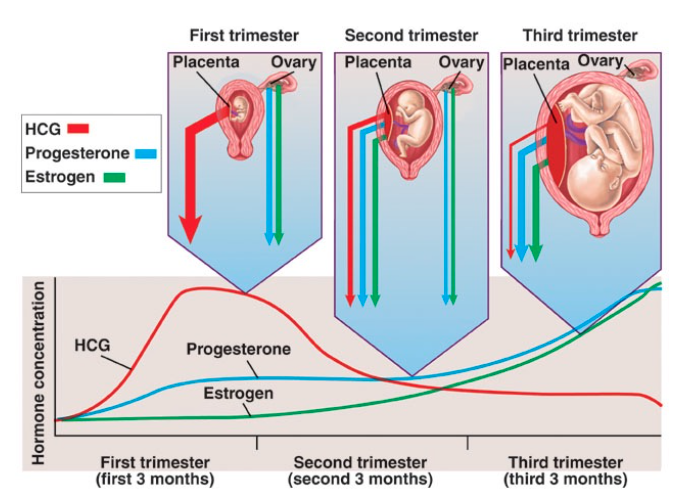 First trimester
Second trimester
Third trimester
Placenta
Ovary
Placenta
Ovary
Placenta
Ovary
HCG
Progesterone
Estrogen
Hormone concentration
HCG
Progesterone
Estrogen
First trimester
(first 3 months)
Second trimester
(second 3 months)
Third trimester
(third 3 months)